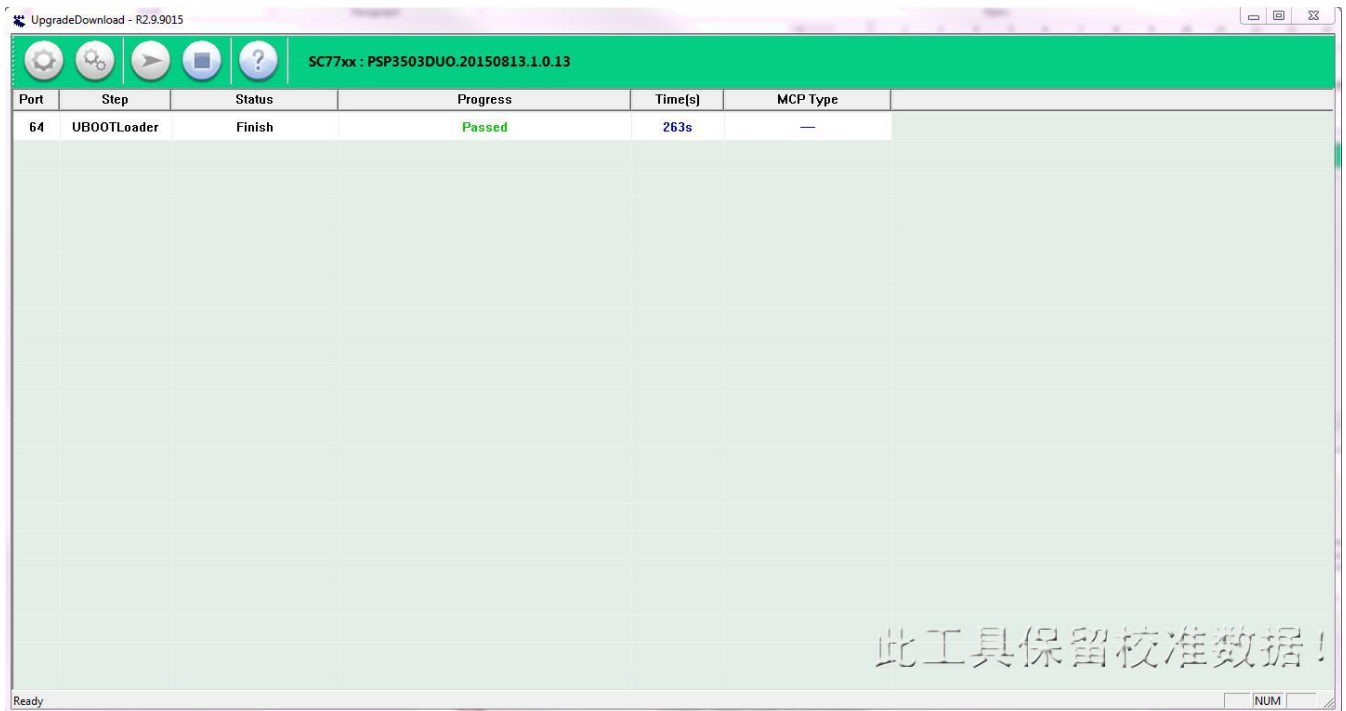 UpgradeDownload - R2.9.9015
? SC77xx : PSP3503DUO.20150813.1.0.13
Port Step Status Progress Time(s) MCP Type
64 UBOOTLoader Finish Passed 263s —
此工具保留校准数据!
Ready NUM